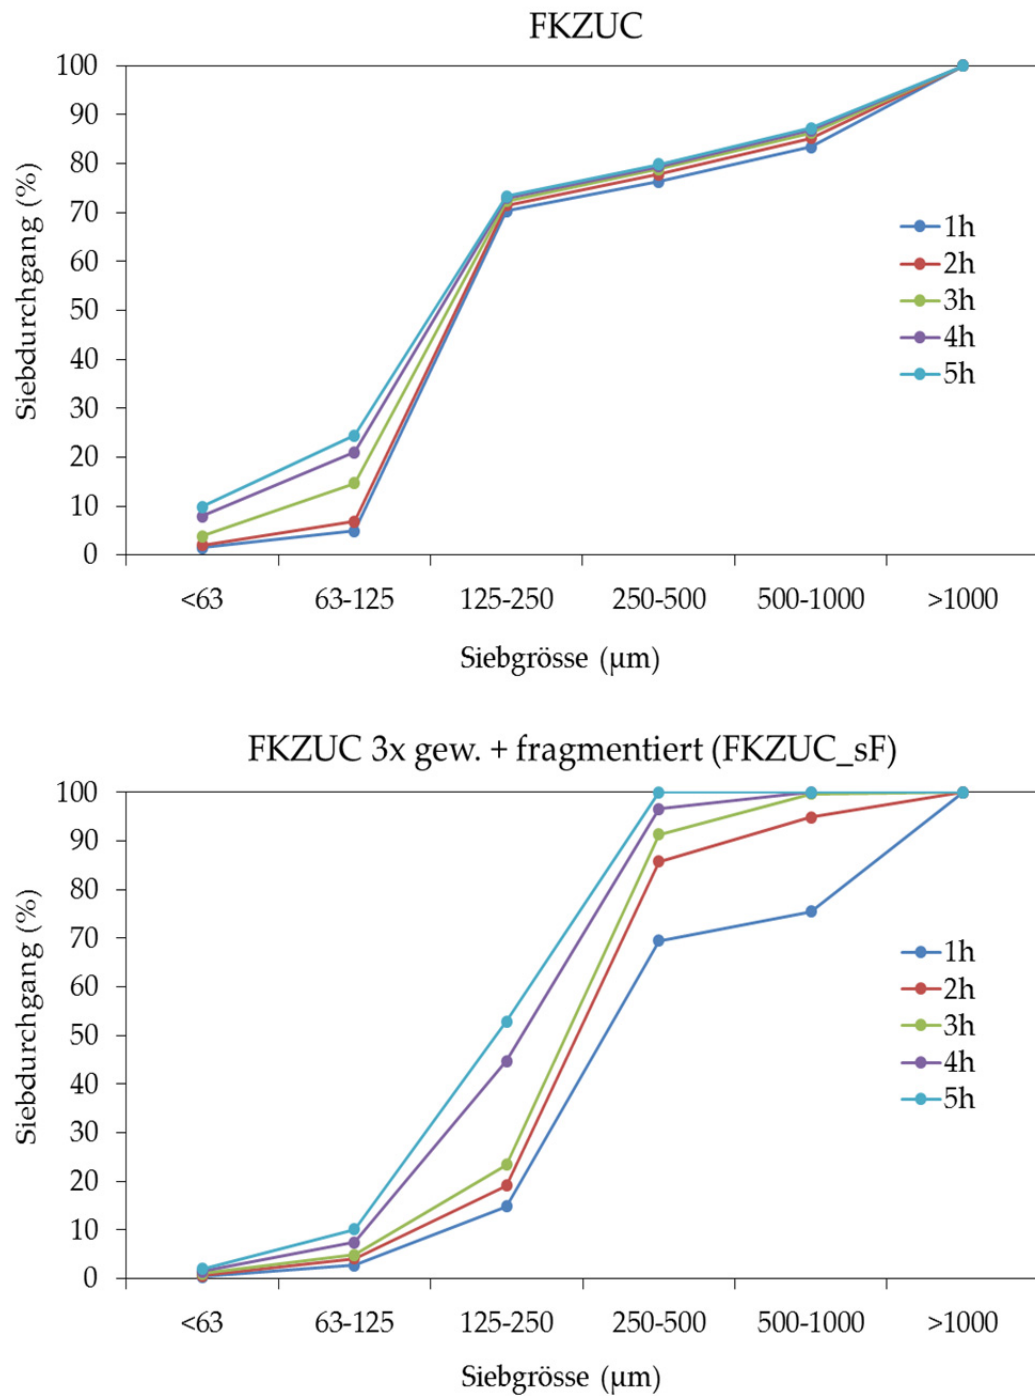 FKZUC
100
90
80
70
60
50
40
30
20
10
0
Siebdurchgang (%)
1h
2h
3h
4h
5h
<63 63-125 125-250 250-500 500-1000 >1000
Siebgrösse (µm)
FKZUC 3x gew. + fragmentiert (FKZUC_sF)
100
90
80
70
60
50
40
30
20
10
0
Siebdurchgang (%)
1h
2h
3h
4h
5h
<63 63-125 125-250 250-500 500-1000 >1000
Siebgrösse (µm)